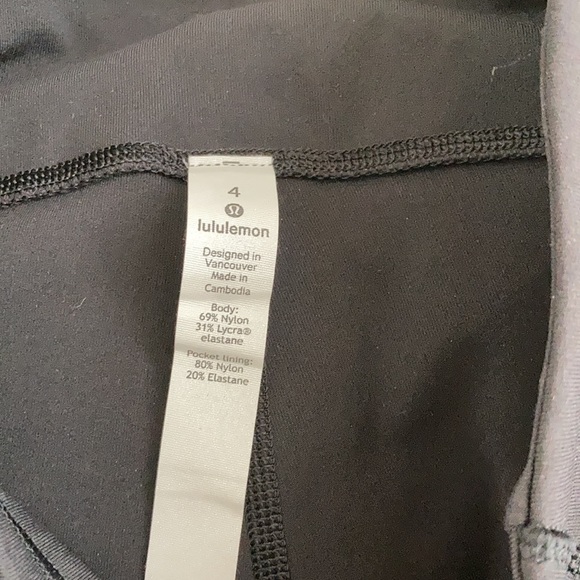 4
lululemon
Designed in
Vancouver
Made in
Cambodia
Body:
69% Nylon
31% Lycra®
elastane
Pocket lining:
80% Nylon
20% Elastane